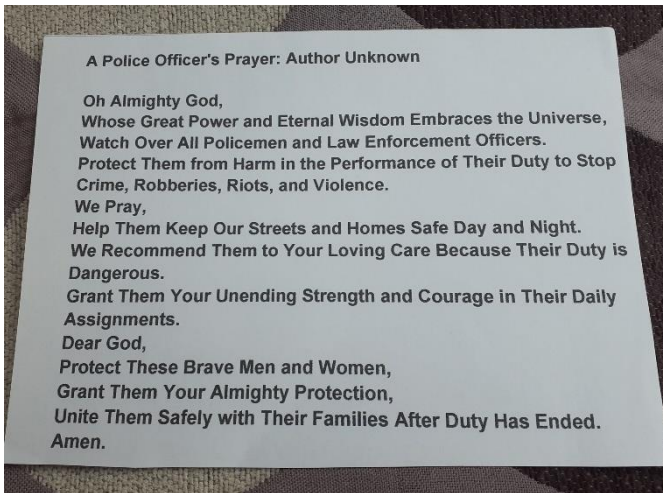 A Police Officer's Prayer: Author Unknown
Oh Almighty God,
Whose Great Power and Eternal Wisdom Embraces the Universe,
Watch Over All Policemen and Law Enforcement Officers.
Protect Them from Harm in the Performance of Their Duty to Stop
Crime, Robberies, Riots, and Violence.
We Pray,
Help Them Keep Our Streets and Homes Safe Day and Night.
We Recommend Them to Your Loving Care Because Their Duty is
Dangerous.
Grant Them Your Unending Strength and Courage in Their Daily
Assignments.
Dear God,
Protect These Brave Men and Women,
Grant Them Your Almighty Protection,
Unite Them Safely with Their Families After Duty Has Ended.
Amen.